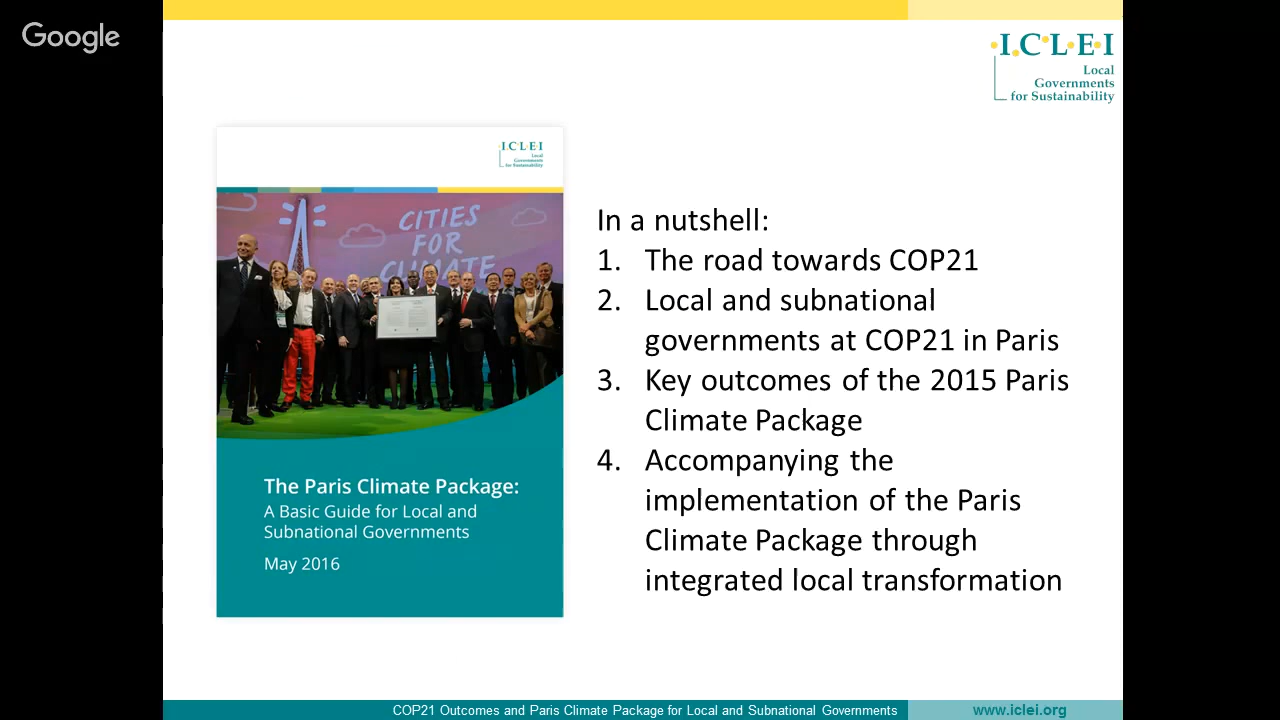 Google
I.C.L.E.I
Local
Governments
for Sustainability
I C L E I
Local
Governments
for Sustainability
CITIES
FOR
CLIMATE
The Paris Climate Package:
A Basic Guide for Local and
Subnational Governments
May 2016
In a nutshell:
1. The road towards COP21
2. Local and subnational
governments at COP21 in Paris
3. Key outcomes of the 2015 Paris
Climate Package
4. Accompanying the
implementation of the Paris
Climate Package through
integrated local transformation
COP21 Outcomes and Paris Climate Package for Local and Subnational Governments
www.iclei.org